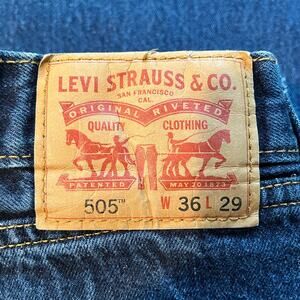 LEVI STRAUSS & CO.
SAN FRANCISCO
CAL.
ORIGINAL RIVETED
QUALITY CLOTHING
PATENTED MAY 20 1873
505™ W 36 L 29